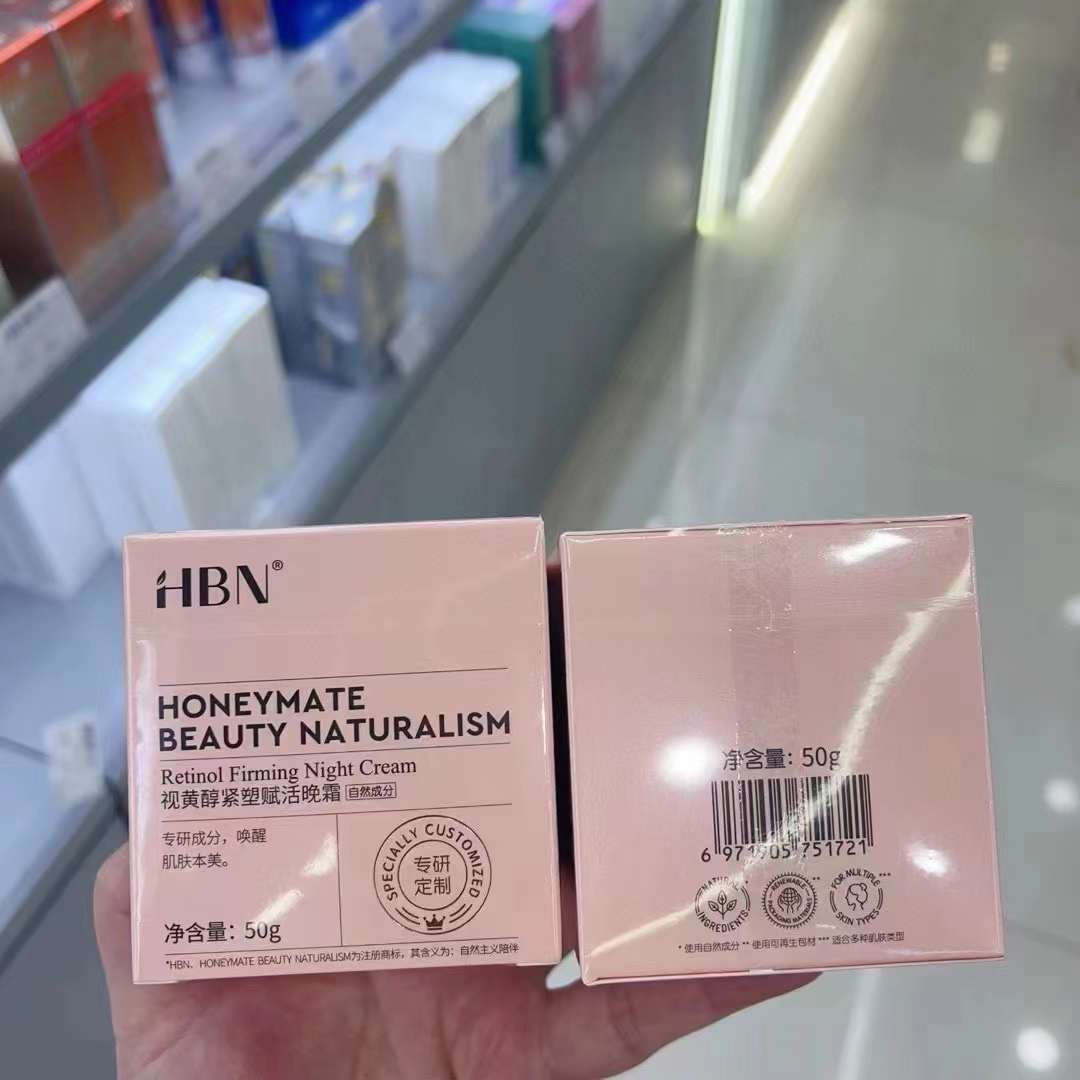 HBN®
HONEYMATE
BEAUTY NATURALISM
Retinol Firming Night Cream
视黄醇紧塑赋活晚霜 自然成分
专研成分，唤醒
肌肤本美。
SPECIALLY CUSTOMIZED
专研
定制
净含量：50g
*HBN、HONEYMATE BEAUTY NATURALISM为注册商标，其含义为：自然主义陪伴
净含量：50g
6 971905 751721
NATURAL INGREDIENTS *
RENEWABLE PACKAGING MATERIALS **
FOR MULTIPLE SKIN TYPES ***
* 使用自然成分 ** 使用可再生包材 *** 适合多种肌肤类型